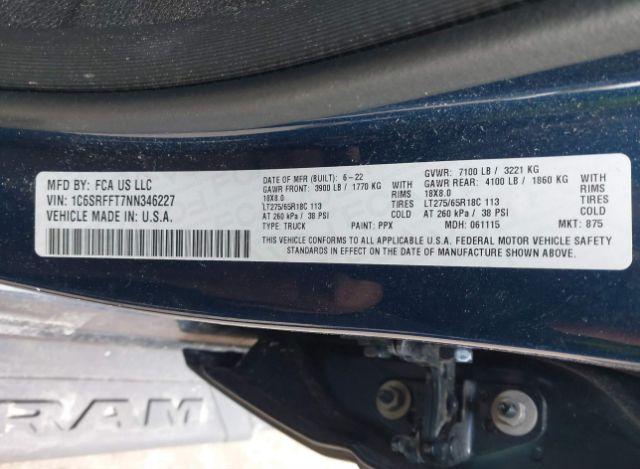 MFD BY: FCA US LLC
VIN: 1C6SRFFT7NN346227
VEHICLE MADE IN: U.S.A.
DATE OF MFR (BUILT): 6-22
GAWR FRONT: 3900 LB / 1770 KG
WITH RIMS
18X8.0
TIRES
LT275/65R18C 113
AT 260 kPa / 38 PSI
GVWR: 7100 LB / 3221 KG
GAWR REAR: 4100 LB / 1860 KG
WITH RIMS
18X8.0
TIRES
LT275/65R18C 113
AT 260 kPa / 38 PSI
TYPE: TRUCK PAINT: PPX MDH: 061115 MKT: 875
THIS VEHICLE CONFORMS TO ALL APPLICABLE U.S.A. FEDERAL MOTOR VEHICLE SAFETY
STANDARDS IN EFFECT ON THE DATE OF MANUFACTURE SHOWN ABOVE.
RAM